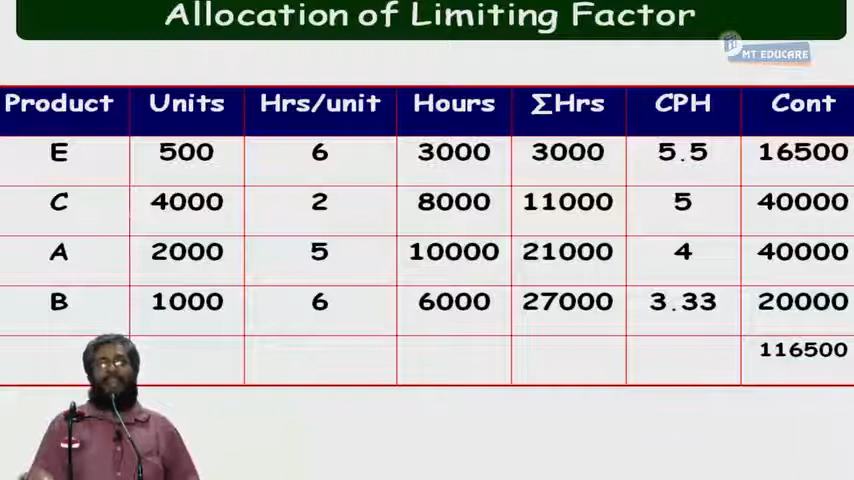 Allocation of Limiting Factor
MT EDUCARE
Product Units Hrs/unit Hours ΣHrs CPH Cont
E 500 6 3000 3000 5.5 16500
C 4000 2 8000 11000 5 40000
A 2000 5 10000 21000 4 40000
B 1000 6 6000 27000 3.33 20000
116500